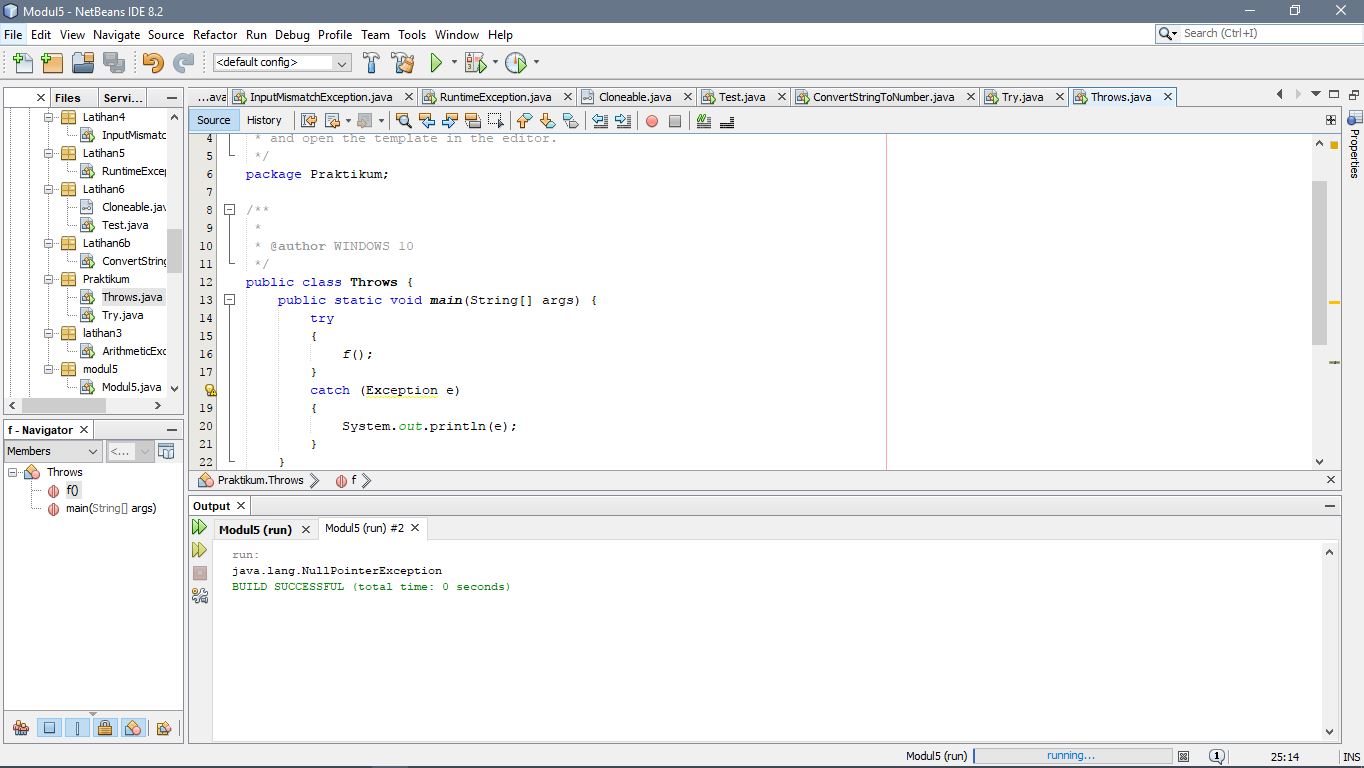 Modul5 - NetBeans IDE 8.2
File Edit View Navigate Source Refactor Run Debug Profile Team Tools Window Help
Search (Ctrl+I)
<default config>
Files Servi...
...ava InputMismatchException.java RuntimeException.java Cloneable.java Test.java ConvertStringToNumber.java Try.java Throws.java
Source History
Latihan4
InputMismatc
Latihan5
RuntimeExcep
Latihan6
Cloneable.jav
Test.java
Latihan6b
ConvertString
Praktikum
Throws.java
Try.java
latihan3
ArithmeticExc
modul5
Modul5.java
4 * and open the template in the editor.
5 */
6 package Praktikum;
7
8 /**
9 *
10 * @author WINDOWS 10
11 */
12 public class Throws {
13 public static void main(String[] args) {
14 try
15 {
16 f();
17 }
catch (Exception e)
19 {
20 System.out.println(e);
21 }
22 }
Praktikum.Throws f
Properties
f - Navigator
Members <...
Throws
f()
main(String[] args)
Output
Modul5 (run) Modul5 (run) #2
run:
java.lang.NullPointerException
BUILD SUCCESSFUL (total time: 0 seconds)
Modul5 (run) running... 1 25:14 INS